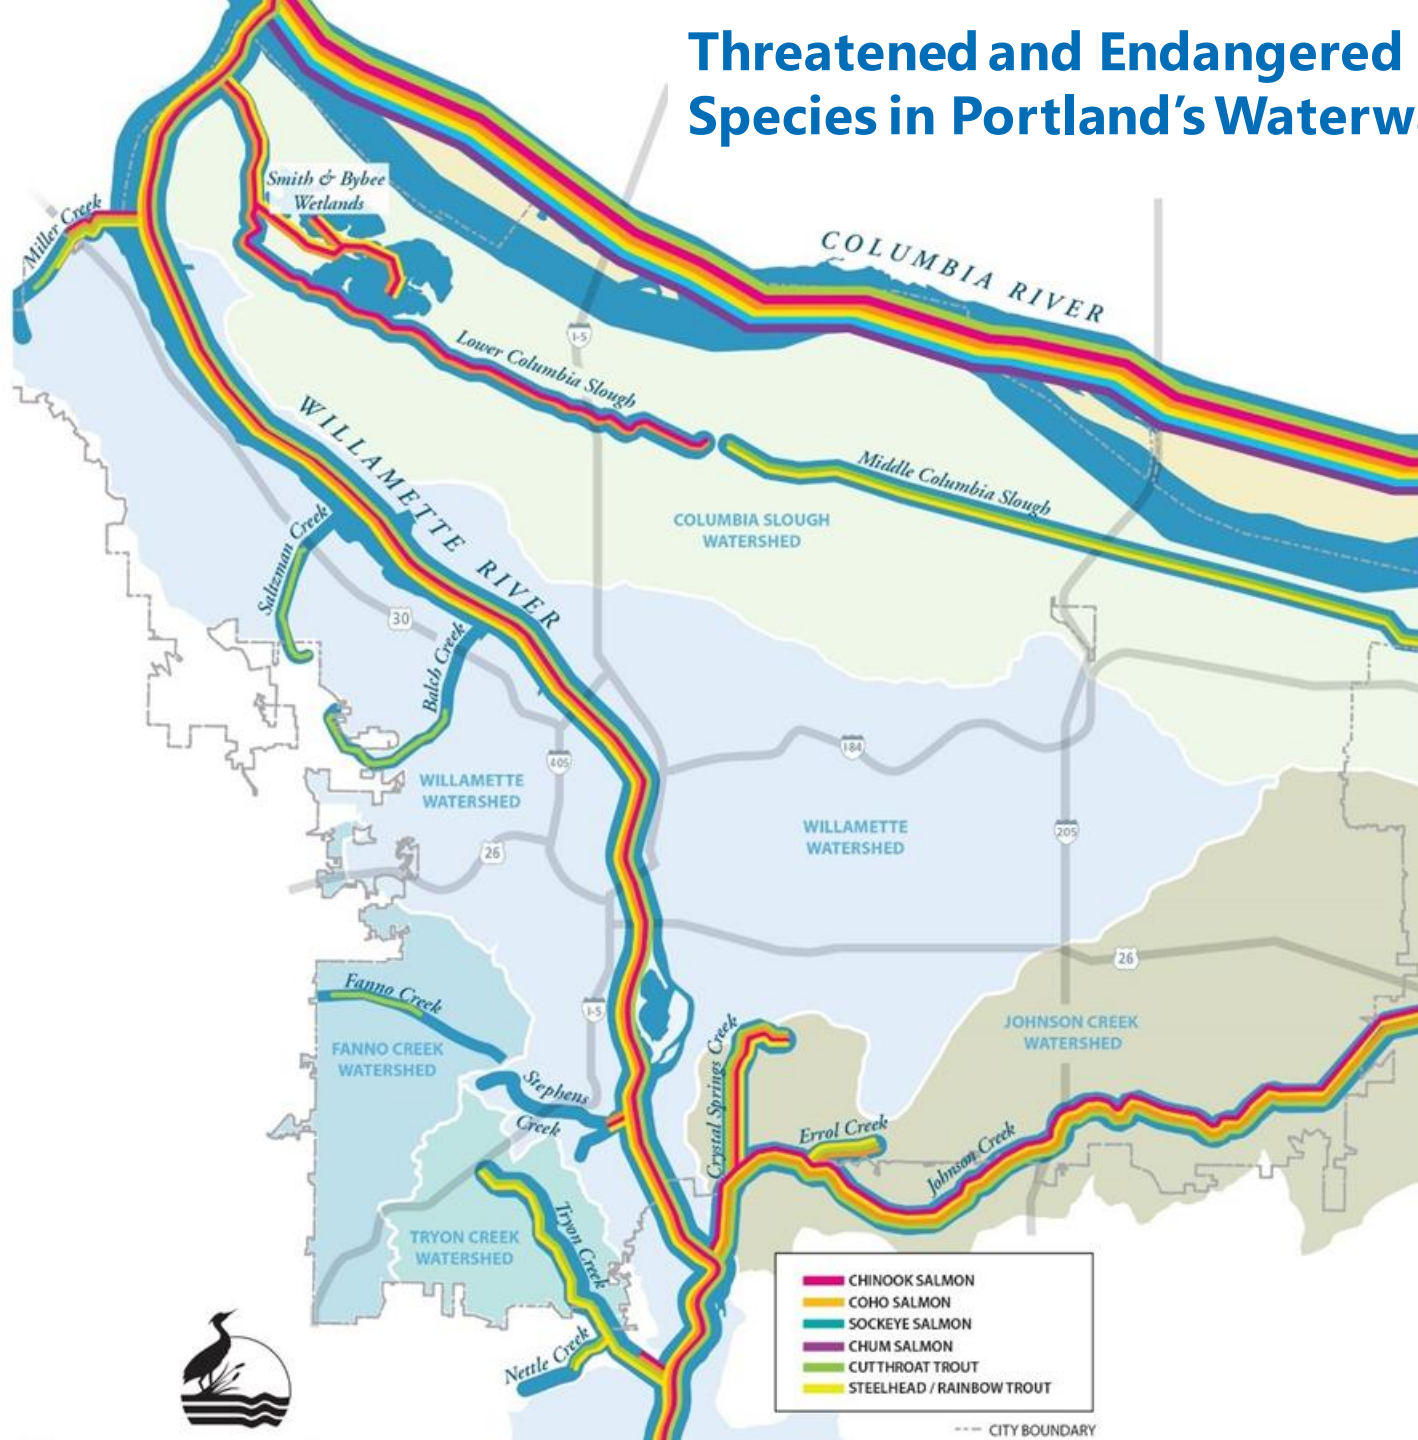 Threatened and Endangered
Species in Portland's
Smith & Bybee
Wetlands
Miller Creek
COLUMBIA RIVER
I-5
Lower Columbia Slough
WILLAMETTE RIVER
Middle Columbia Slough
COLUMBIA SLOUGH
WATERSHED
Saltzman Creek
30
Balch Creek
405
I-84
WILLAMETTE
WATERSHED
WILLAMETTE
WATERSHED
205
26
26
Fanno Creek
I-5
FANNO CREEK
WATERSHED
JOHNSON CREEK
WATERSHED
Crystal Springs Creek
Stephens
Creek
Errol Creek
Johnson Creek
Tryon Creek
TRYON CREEK
WATERSHED
Nettle Creek
CHINOOK SALMON
COHO SALMON
SOCKEYE SALMON
CHUM SALMON
CUTTHROAT TROUT
STEELHEAD / RAINBOW TROUT
CITY BOUNDARY